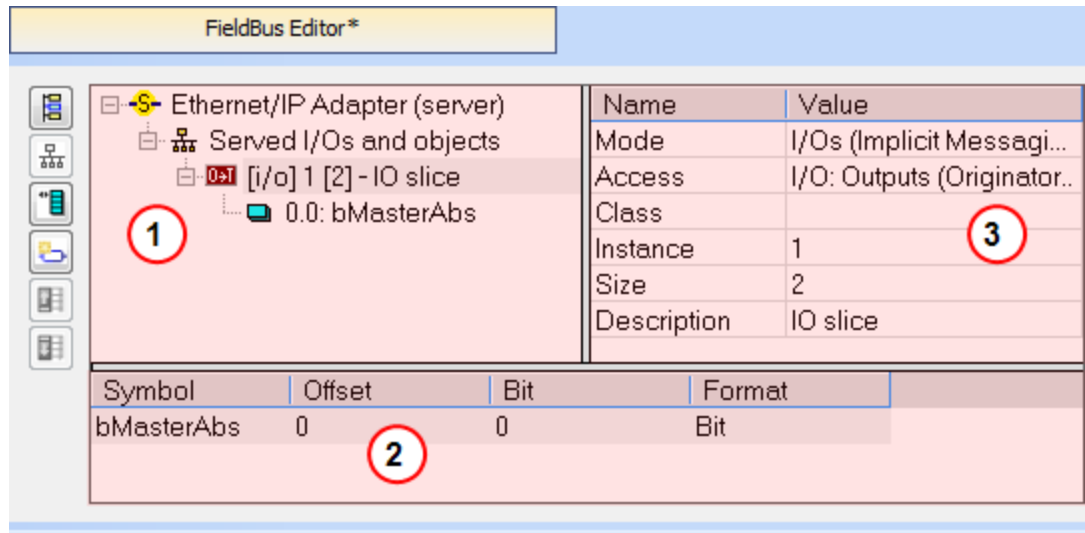 FieldBus Editor*
Ethernet/IP Adapter (server)
Served I/Os and objects
[i/o] 1 [2] - IO slice
0.0: bMasterAbs
1
Name Value
Mode I/Os (Implicit Messagi...
Access I/O: Outputs (Originator..
Class
Instance 1
Size 2
Description IO slice
3
Symbol Offset Bit Format
bMasterAbs 0 0 Bit
2